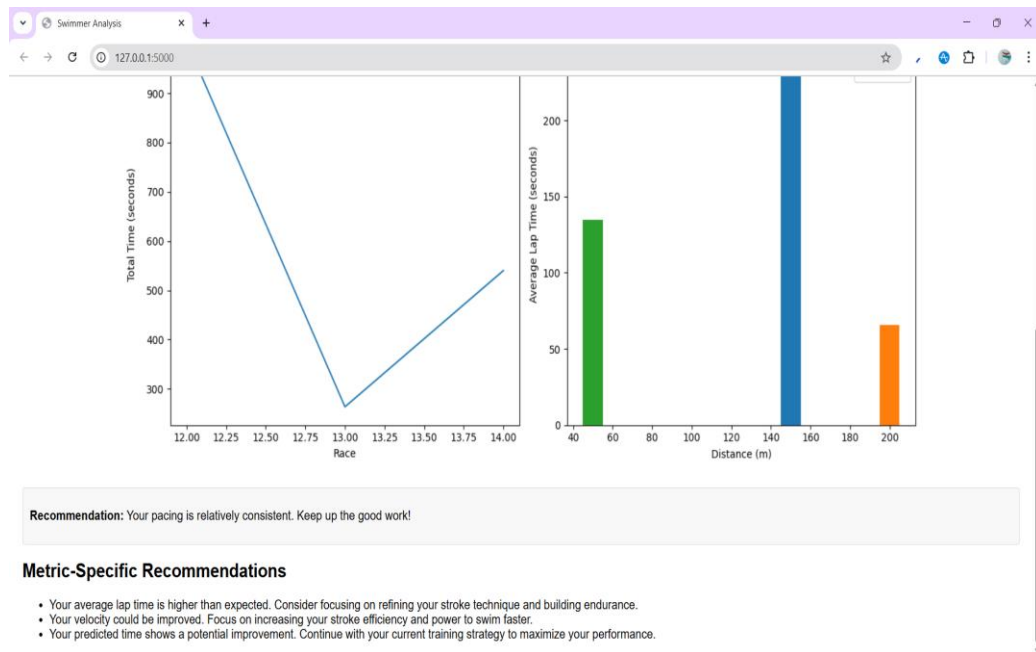 Swimmer Analysis
127.0.0.1:5000
900
800
700
600
500
400
300
Total Time (seconds)
12.00 12.25 12.50 12.75 13.00 13.25 13.50 13.75 14.00
Race
200
150
100
50
0
Average Lap Time (seconds)
40 60 80 100 120 140 160 180 200
Distance (m)
Recommendation: Your pacing is relatively consistent. Keep up the good work!
Metric-Specific Recommendations
• Your average lap time is higher than expected. Consider focusing on refining your stroke technique and building endurance.
• Your velocity could be improved. Focus on increasing your stroke efficiency and power to swim faster.
• Your predicted time shows a potential improvement. Continue with your current training strategy to maximize your performance.